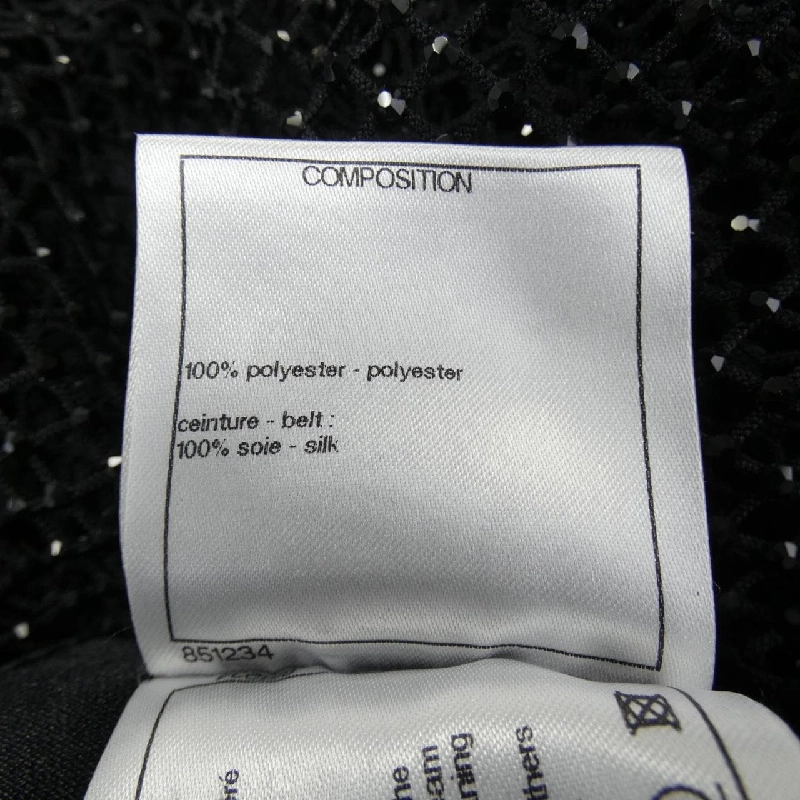 COMPOSITION
100% polyester - polyester
ceinture - belt :
100% soie - silk
851234